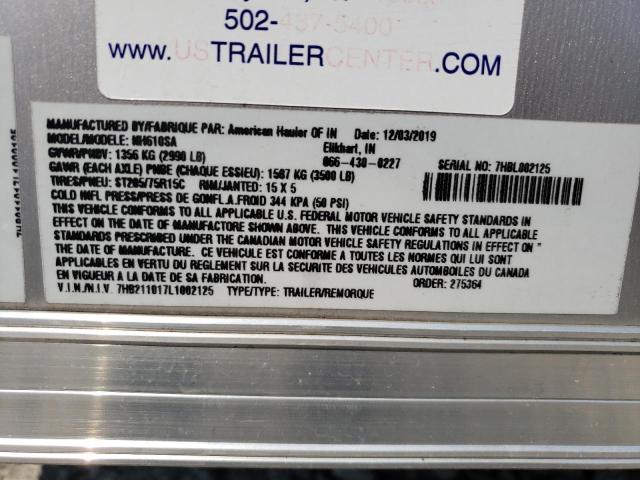 502-437-5400
www.USTRAILERCENTER.com
MANUFACTURED BY/FABRIQUE PAR: American Hauler OF IN Date: 12/03/2019
MODEL/MODELE: NH610SA Elikhart, IN
GVWR/PNBV: 1356 KG (2990 LB) 866-430-0227 SERIAL NO: 7HBL002125
GAWR (EACH AXLE) PNBE (CHAQUE ESSIEU): 1587 KG (3500 LB)
TIRES/PNEU: ST205/75R15C RIM/JANTED: 15 X 5
COLD INFL PRESS/PRESS DE GONFL.A.FROID 344 KPA (50 PSI)
THIS VEHICLE CONFORMS TO ALL APPLICABLE U.S. FEDERAL MOTOR VEHICLE SAFETY STANDARDS IN
EFFECT ON THE DATE OF MANUFACTORE SHOWN ABOVE. THIS VEHICLE CONFORMS TO ALL APPLICABLE
STANDARDS PRESCRIBED UNDER THE CANADIAN MOTOR VEHICLE SAFETY REGULATIONS IN EFFECT ON "
THE DATE OF MANUFACTURE. CE VEHICULE EST CONFORME A TOUTES LES NORMES QUI LUI SONT
APPLICABLES EN VERTU DU REGLEMENT SUR LA SECURITE DES VEHICULES AUTOMBOILES DU CANADA
EN VIGUEUR A LA DATE DE SA FABRICATION. ORDER: 275364
V.I.N./N.I.V. 7HB211017L1002125 TYPE/TYPE: TRAILER/REMORQUE